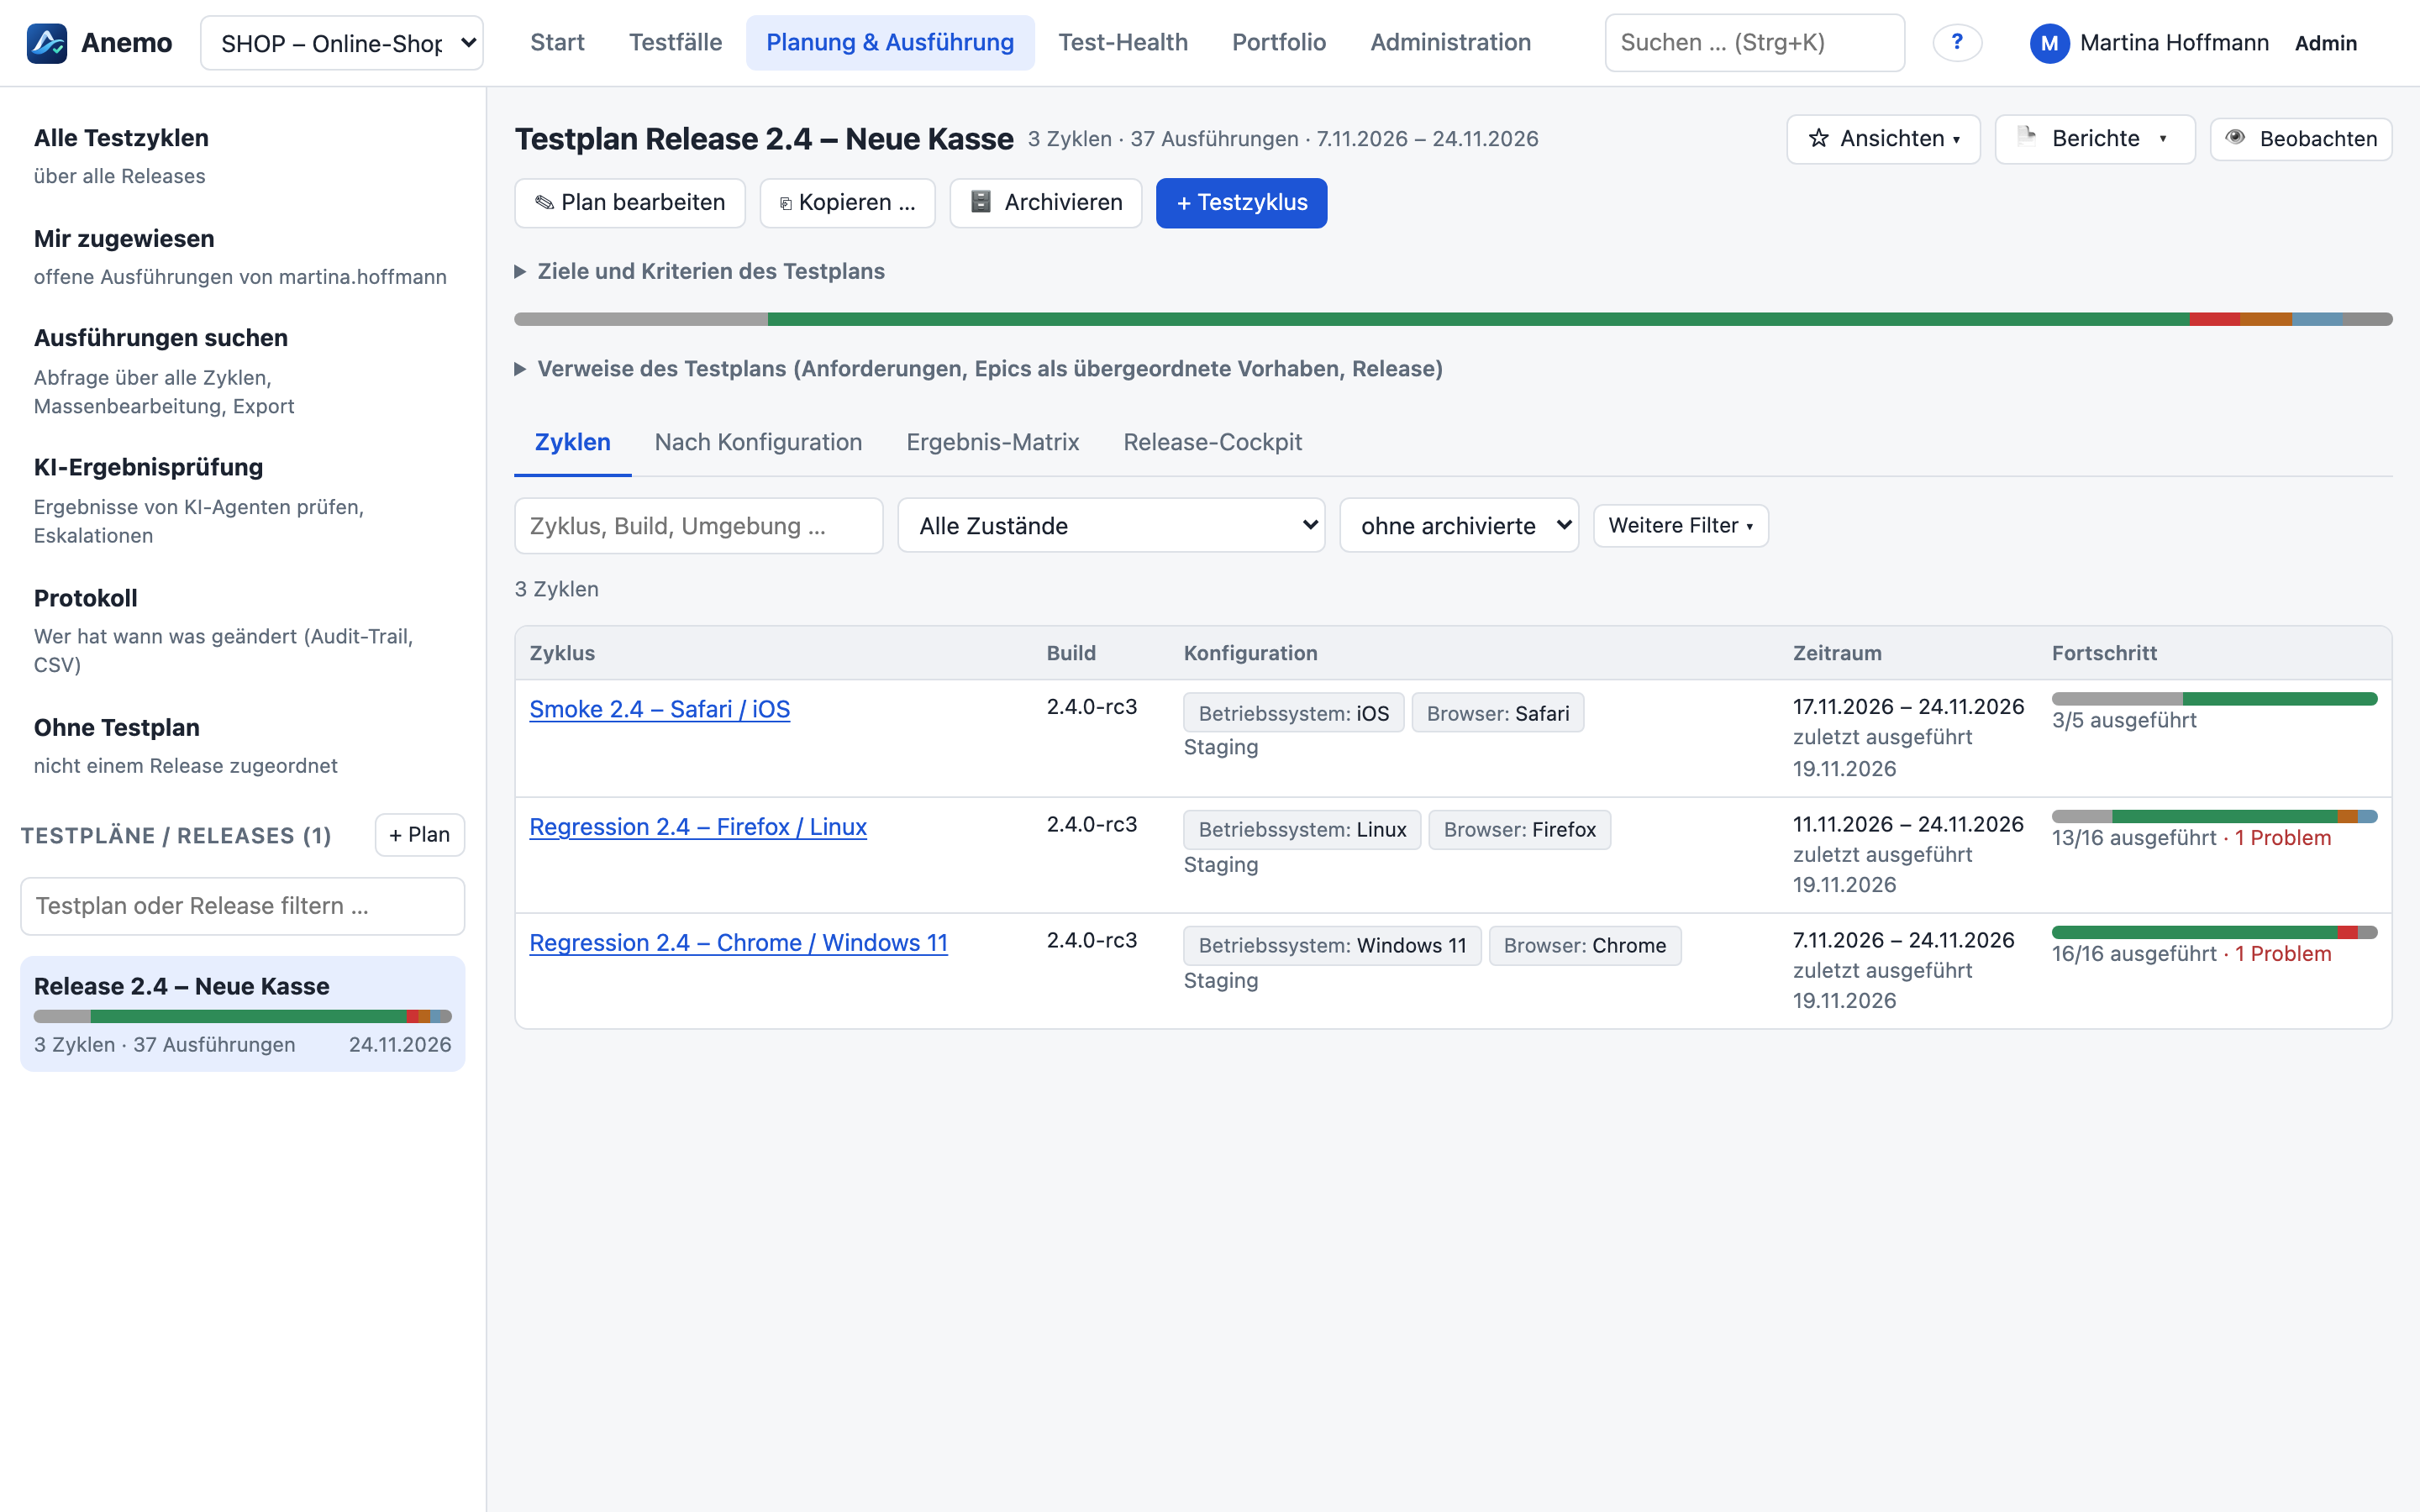 Anemo
SHOP – Online-Shop
Start
Testfälle
Planung & Ausführung
Test-Health
Portfolio
Administration
Suchen ... (Strg+K)
?
M
Martina Hoffmann
Admin
Alle Testzyklen
über alle Releases
Mir zugewiesen
offene Ausführungen von martina.hoffmann
Ausführungen suchen
Abfrage über alle Zyklen,
Massenbearbeitung, Export
KI-Ergebnisprüfung
Ergebnisse von KI-Agenten prüfen,
Eskalationen
Protokoll
Wer hat wann was geändert (Audit-Trail,
CSV)
Ohne Testplan
nicht einem Release zugeordnet
TESTPLÄNE / RELEASES (1)
+ Plan
Testplan oder Release filtern ...
Release 2.4 – Neue Kasse
3 Zyklen · 37 Ausführungen
24.11.2026
Testplan Release 2.4 – Neue Kasse
3 Zyklen · 37 Ausführungen · 7.11.2026 – 24.11.2026
☆ Ansichten ▾
Berichte ▾
Beobachten
✎ Plan bearbeiten
Kopieren ...
Archivieren
+ Testzyklus
▶ Ziele und Kriterien des Testplans
▶ Verweise des Testplans (Anforderungen, Epics als übergeordnete Vorhaben, Release)
Zyklen
Nach Konfiguration
Ergebnis-Matrix
Release-Cockpit
Zyklus, Build, Umgebung ...
Alle Zustände
ohne archivierte
Weitere Filter ▾
3 Zyklen
Zyklus
Build
Konfiguration
Zeitraum
Fortschritt
Smoke 2.4 – Safari / iOS
2.4.0-rc3
Betriebssystem: iOS
Browser: Safari
Staging
17.11.2026 – 24.11.2026
zuletzt ausgeführt
19.11.2026
3/5 ausgeführt
Regression 2.4 – Firefox / Linux
2.4.0-rc3
Betriebssystem: Linux
Browser: Firefox
Staging
11.11.2026 – 24.11.2026
zuletzt ausgeführt
19.11.2026
13/16 ausgeführt · 1 Problem
Regression 2.4 – Chrome / Windows 11
2.4.0-rc3
Betriebssystem: Windows 11
Browser: Chrome
Staging
7.11.2026 – 24.11.2026
zuletzt ausgeführt
19.11.2026
16/16 ausgeführt · 1 Problem